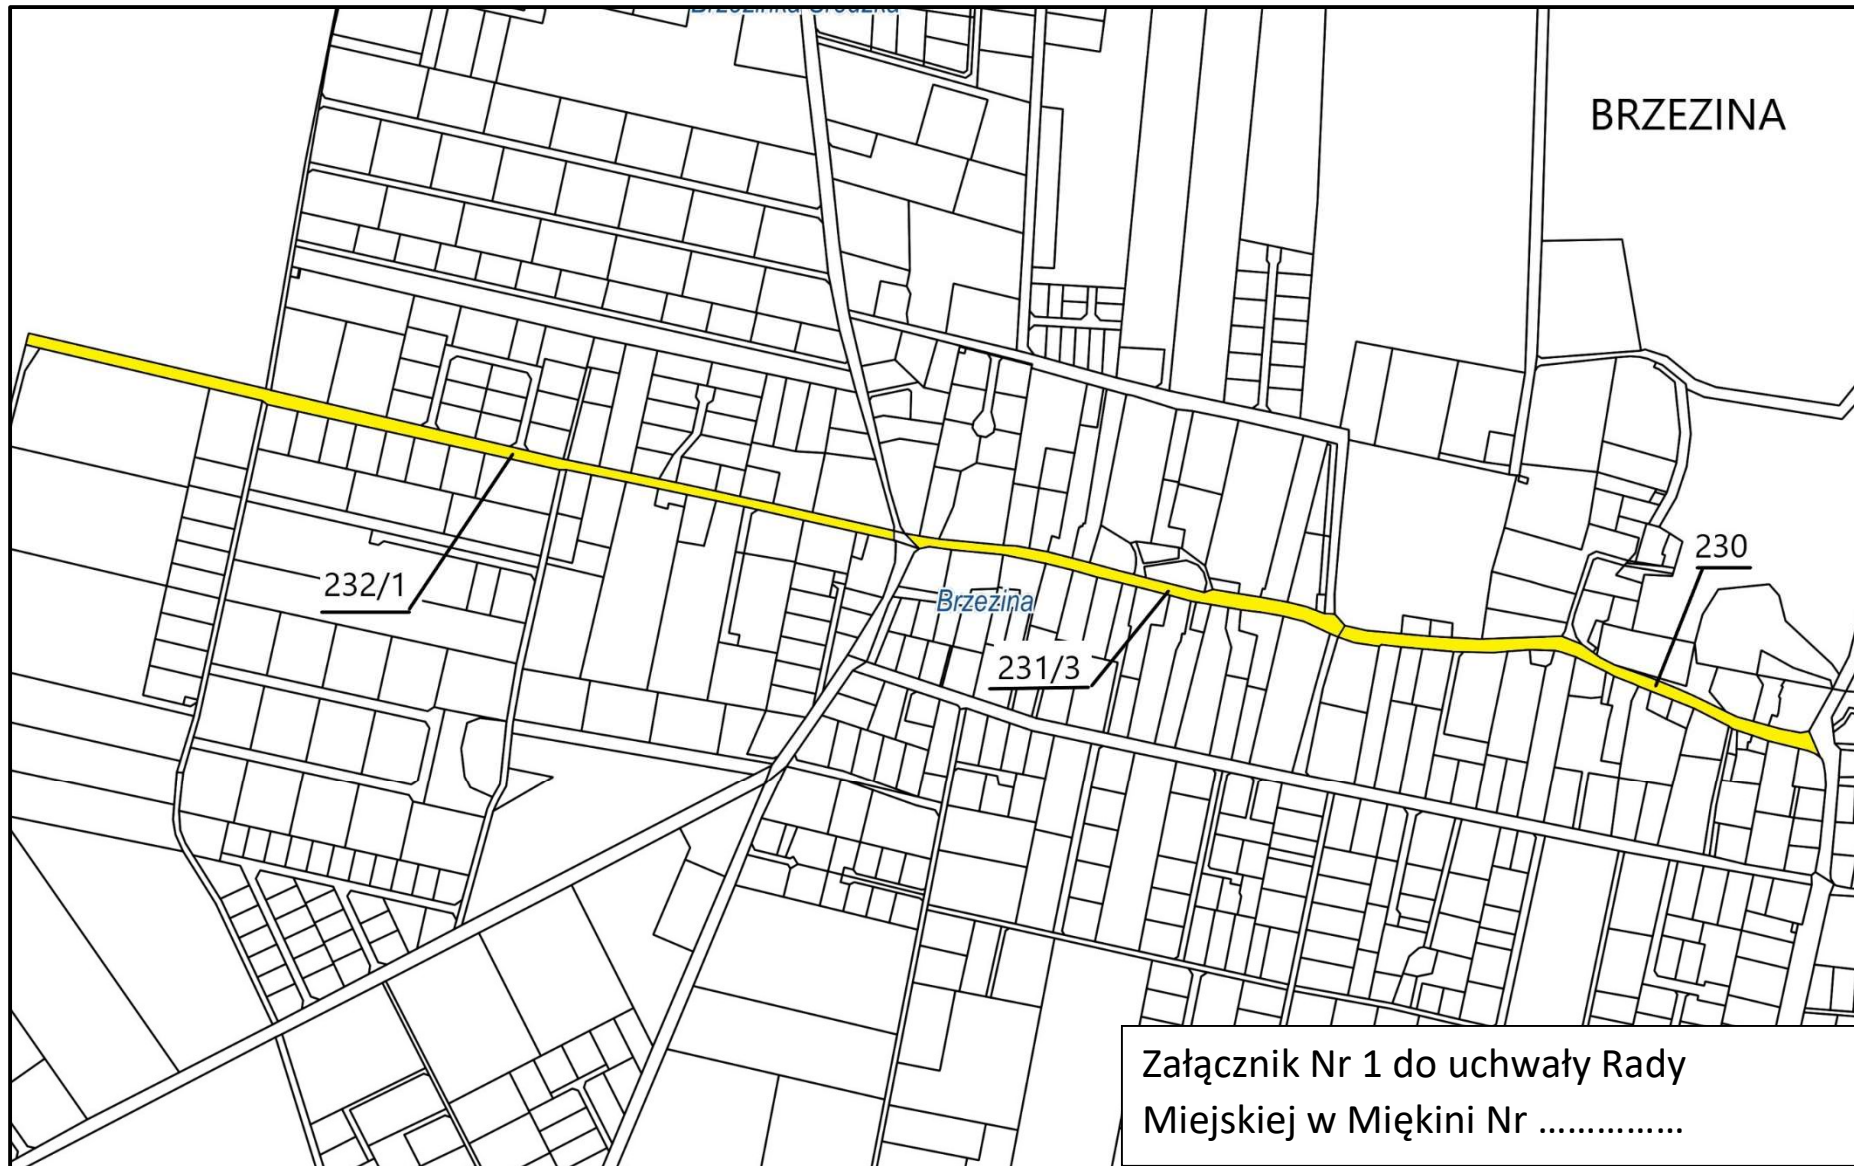 BRZEZINA
230
232/1
Brzezina
231/3
Załącznik Nr 1 do uchwały Rady
Miejskiej w Miękini Nr ……………